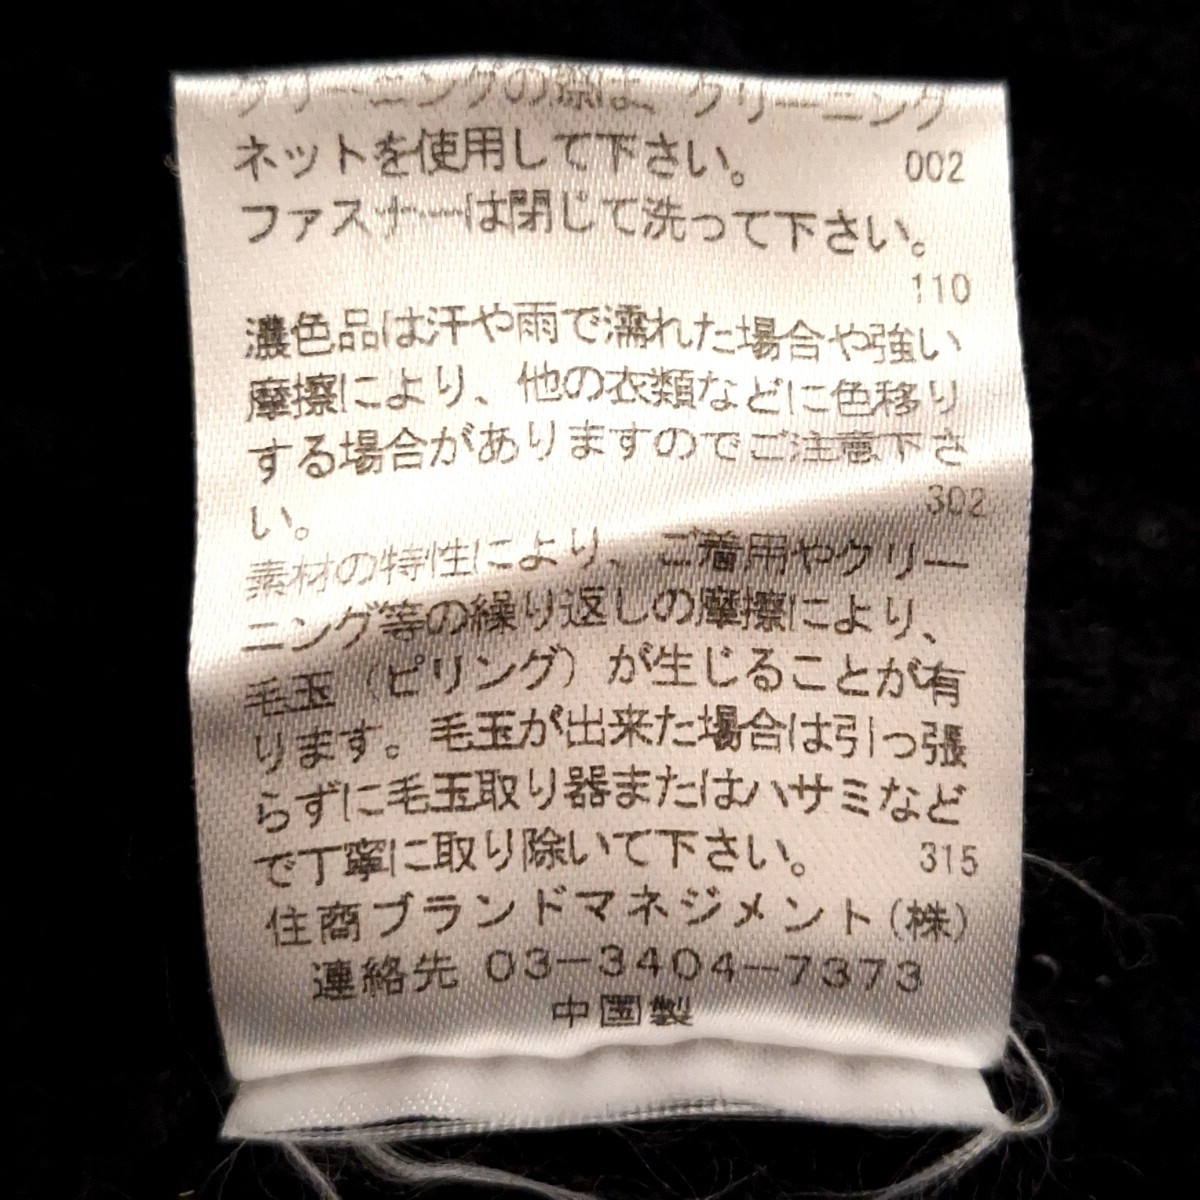 クリーニングの際は、クリーニング
ネットを使用して下さい。 002
ファスナーは閉じて洗って下さい。
110
濃色品は汗や雨で濡れた場合や強い
摩擦により、他の衣類などに色移り
する場合がありますのでご注意下さ
い。 302
素材の特性により、ご着用やクリー
ニング等の繰り返しの摩擦により、
毛玉(ピリング)が生じることが有
ります。毛玉が出来た場合は引っ張
らずに毛玉取り器またはハサミなど
で丁寧に取り除いて下さい。 315
住商ブランドマネジメント(株)
連絡先 03-3404-7373
中国製